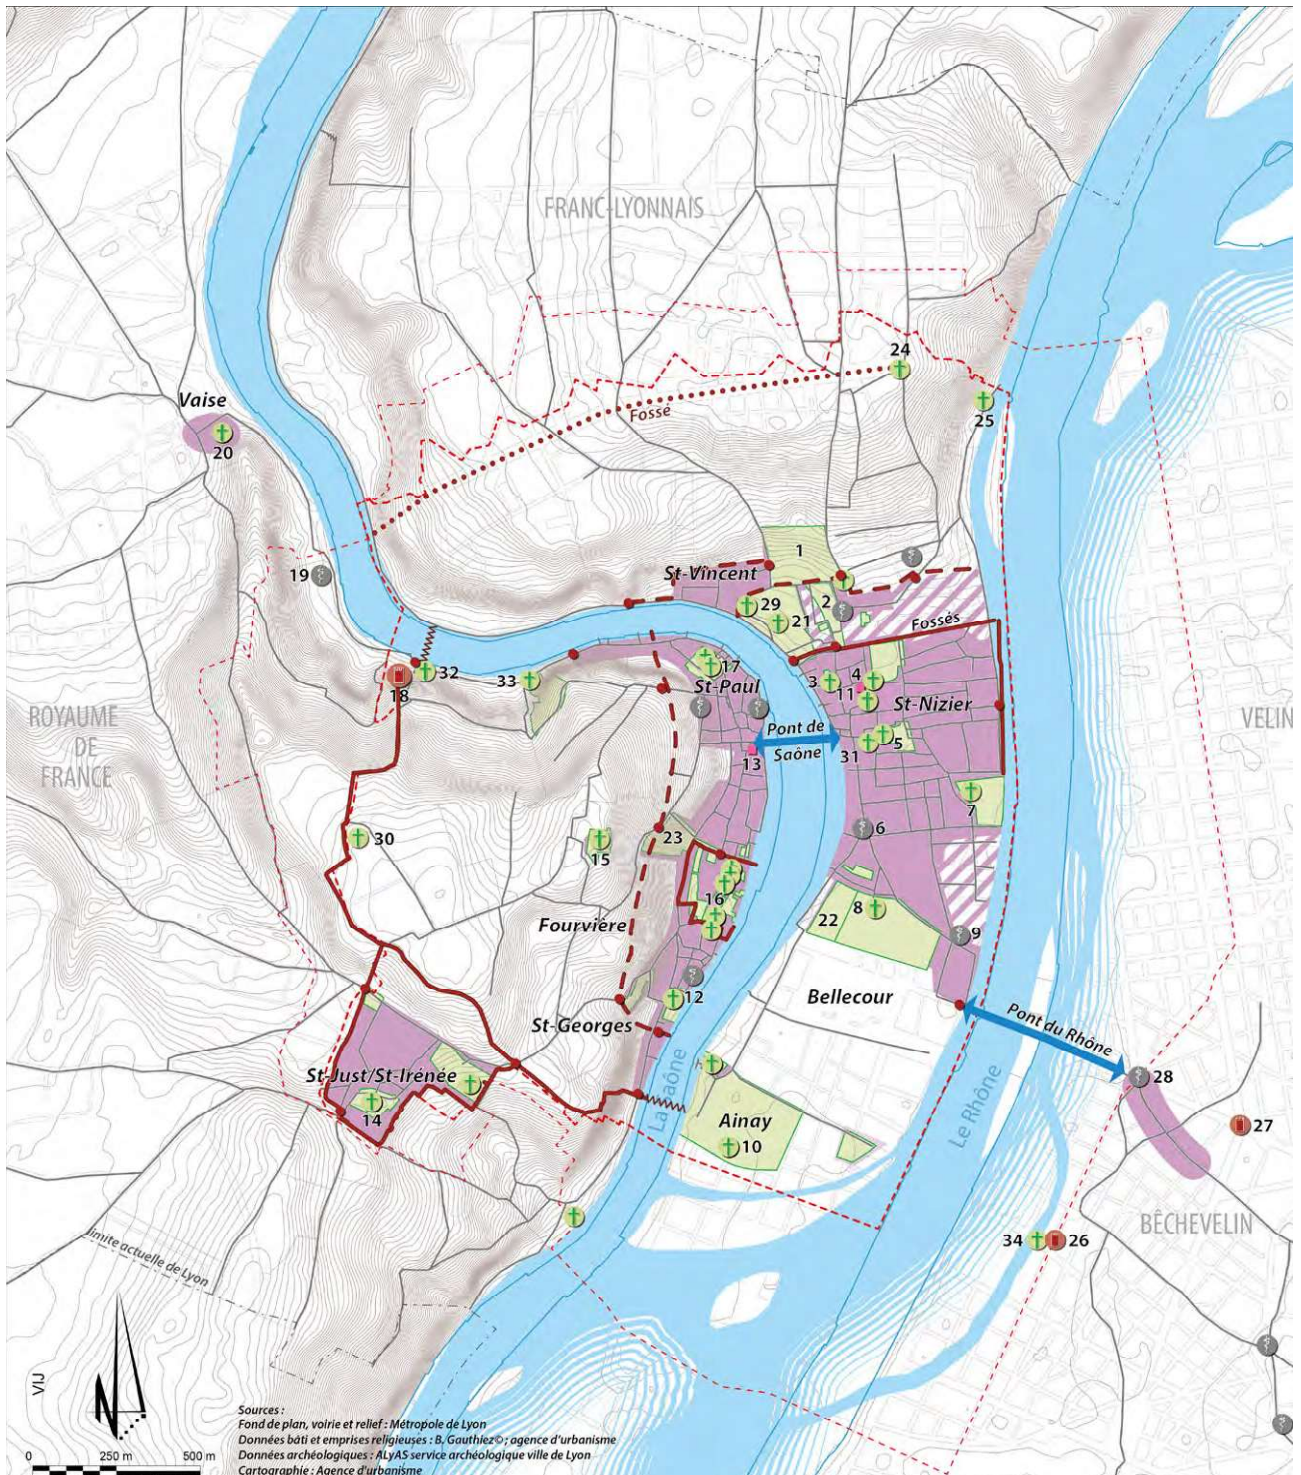 FRANC-LYONNAIS
24
Fossé
25
Vaise
20
19
1
St-Vincent
29
2
21
Fossés
32
17
3
4
18
33
St-Paul
11
St-Nizier
ROYAUME
DE
FRANCE
VELIN
Pont de
Saône
31
5
13
7
30
15
23
6
16
Fourvière
22
8
9
12
Bellecour
St-Georges
Pont du Rhône
La Saône
Le Rhône
28
St-Just/St-Irénée
14
Ainay
10
27
BÊCHEVELIN
34
26
limite actuelle de Lyon
VIJ
N
Sources :
Fond de plan, voirie et relief : Métropole de Lyon
Données bâti et emprises religieuses : B. Gauthiez© ; agence d'urbanisme
Données archéologiques : ALyAS service archéologique ville de Lyon
Cartographie : Agence d'urbanisme
0 250 m 500 m